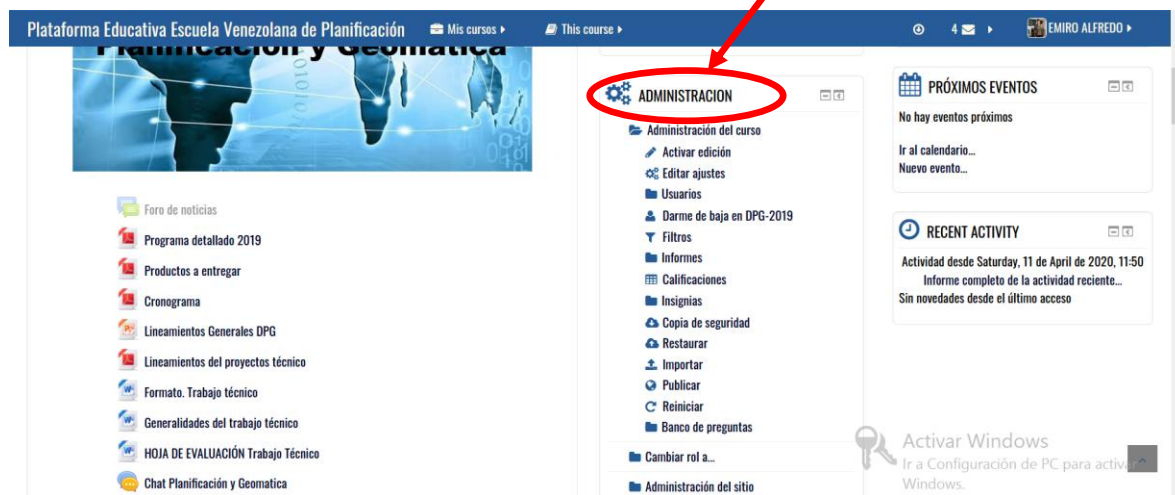 Plataforma Educativa Escuela Venezolana de Planificación
Mis cursos
This course
4
EMIRO ALFREDO
Planificación y Geomática
Foro de noticias
Programa detallado 2019
Productos a entregar
Cronograma
Lineamientos Generales DPG
Lineamientos del proyectos técnico
Formato. Trabajo técnico
Generalidades del trabajo técnico
HOJA DE EVALUACIÓN Trabajo Técnico
Chat Planificación y Geomatica
ADMINISTRACION
Administración del curso
Activar edición
Editar ajustes
Usuarios
Darme de baja en DPG-2019
Filtros
Informes
Calificaciones
Insignias
Copia de seguridad
Restaurar
Importar
Publicar
Reiniciar
Banco de preguntas
Cambiar rol a...
Administración del sitio
PRÓXIMOS EVENTOS
No hay eventos próximos
Ir al calendario...
Nuevo evento...
RECENT ACTIVITY
Actividad desde Saturday, 11 de April de 2020, 11:50
Informe completo de la actividad reciente...
Sin novedades desde el último acceso
Activar Windows
Ir a Configuración de PC para activar
Windows.